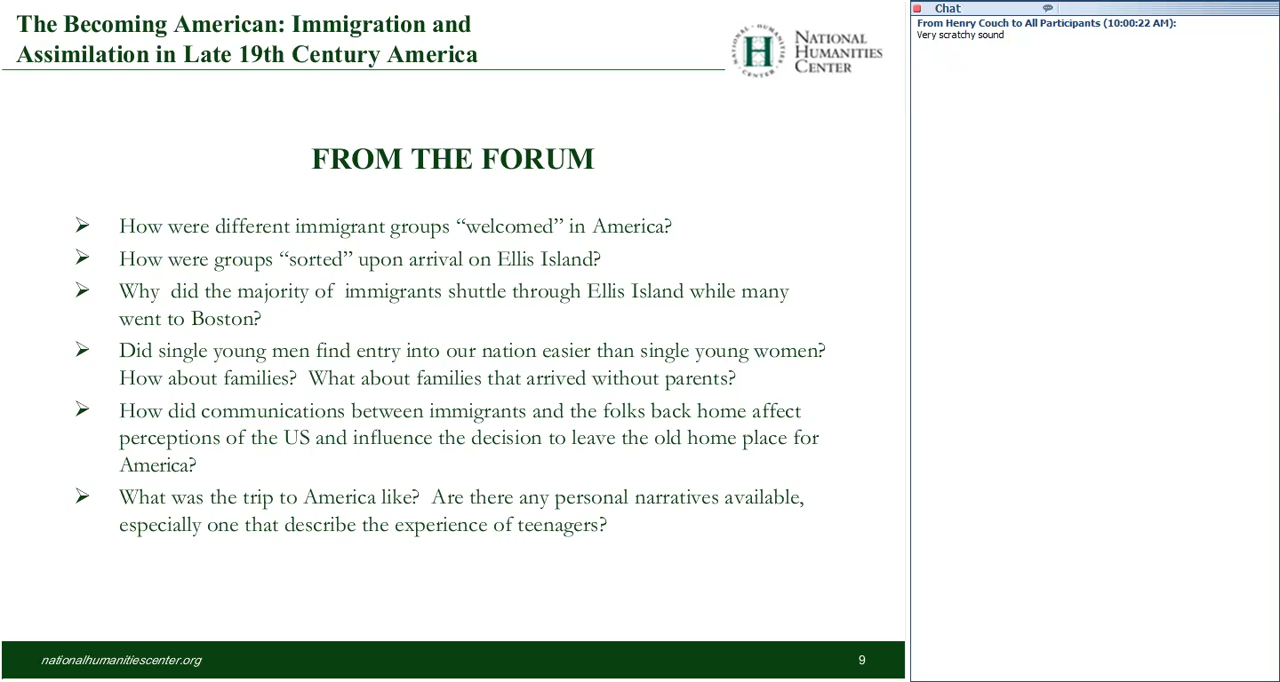 The Becoming American: Immigration and
Assimilation in Late 19th Century America
NATIONAL HUMANITIES CENTER
H
NATIONAL
HUMANITIES
CENTER
FROM THE FORUM
➢ How were different immigrant groups “welcomed” in America?
➢ How were groups “sorted” upon arrival on Ellis Island?
➢ Why did the majority of immigrants shuttle through Ellis Island while many
went to Boston?
➢ Did single young men find entry into our nation easier than single young women?
How about families? What about families that arrived without parents?
➢ How did communications between immigrants and the folks back home affect
perceptions of the US and influence the decision to leave the old home place for
America?
➢ What was the trip to America like? Are there any personal narratives available,
especially one that describe the experience of teenagers?
nationalhumanitiescenter.org
9
Chat
From Henry Couch to All Participants (10:00:22 AM):
Very scratchy sound